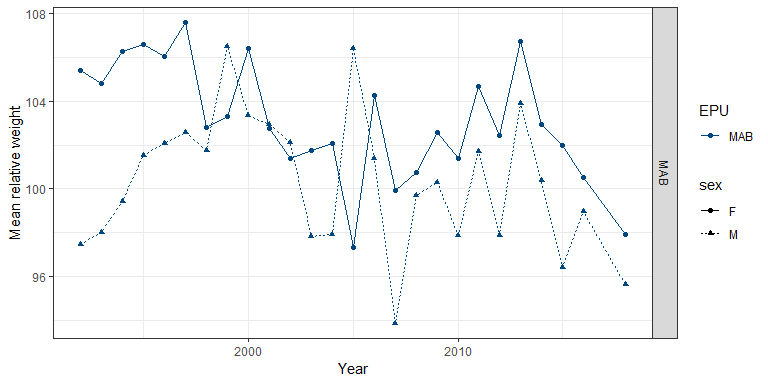 108
104
100
96
Mean relative weight
2000
2010
Year
MAB
EPU
MAB
sex
F
M